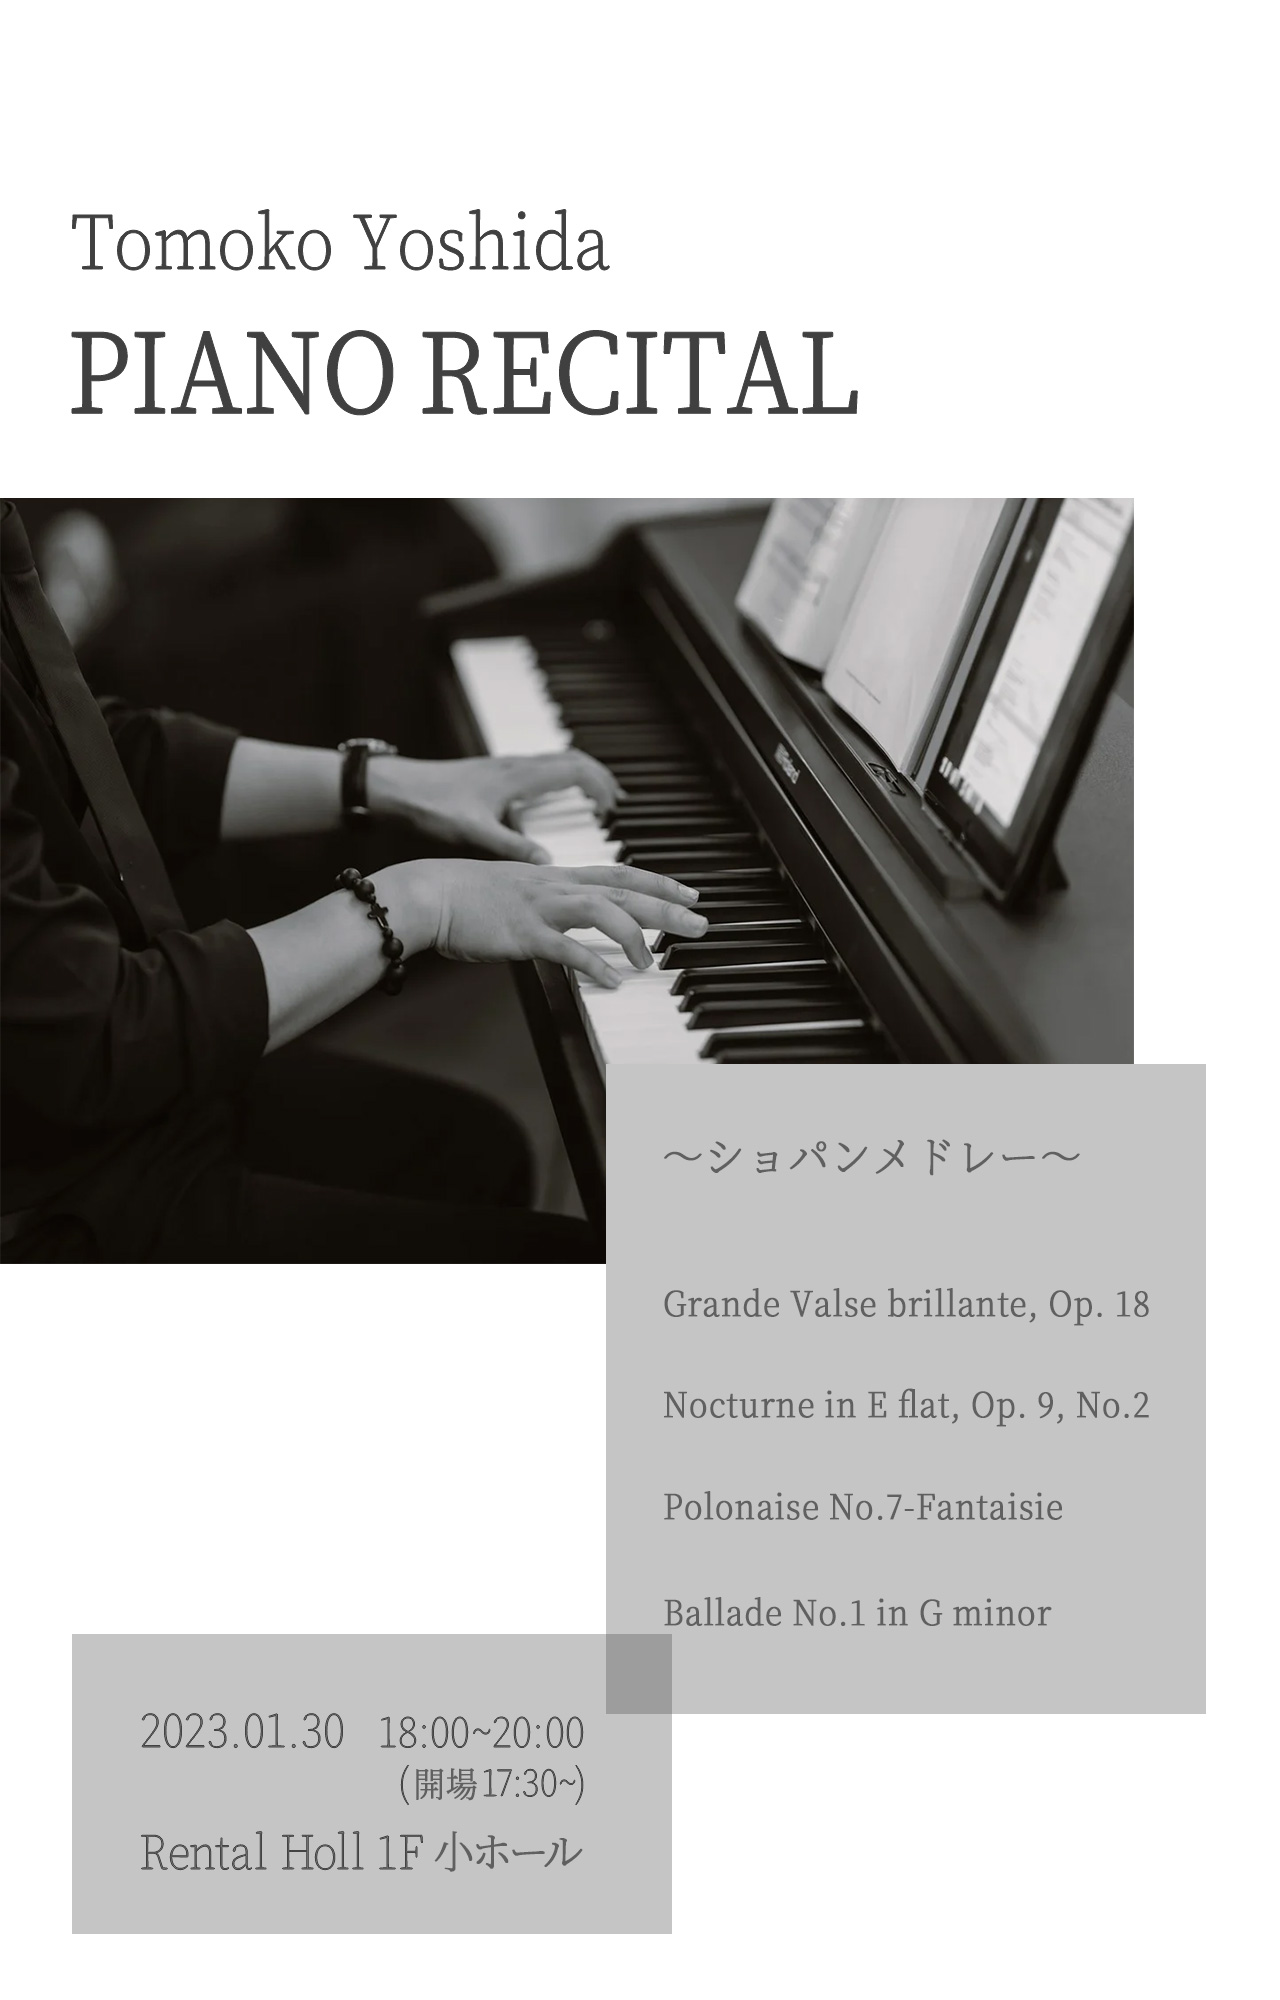 Tomoko Yoshida
PIANO RECITAL
Roland
～ショパンメドレー～
Grande Valse brillante, Op. 18
Nocturne in E flat, Op. 9, No.2
Polonaise No.7-Fantaisie
Ballade No.1 in G minor
2023.01.30 18:00~20:00
(開場17:30~)
Rental Holl 1F 小ホール